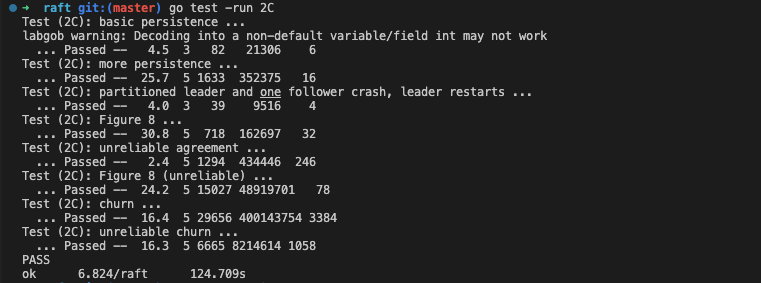 ➜  raft git:(master) go test -run 2C
Test (2C): basic persistence ...
labgob warning: Decoding into a non-default variable/field int may not work
  ... Passed --   4.5  3   82   21306    6
Test (2C): more persistence ...
  ... Passed --  25.7  5 1633  352375   16
Test (2C): partitioned leader and one follower crash, leader restarts ...
  ... Passed --   4.0  3   39    9516    4
Test (2C): Figure 8 ...
  ... Passed --  30.8  5  718  162697   32
Test (2C): unreliable agreement ...
  ... Passed --   2.4  5 1294  434446  246
Test (2C): Figure 8 (unreliable) ...
  ... Passed --  24.2  5 15027 48919701   78
Test (2C): churn ...
  ... Passed --  16.4  5 29656 400143754 3384
Test (2C): unreliable churn ...
  ... Passed --  16.3  5 6665 8214614 1058
PASS
ok      6.824/raft      124.709s